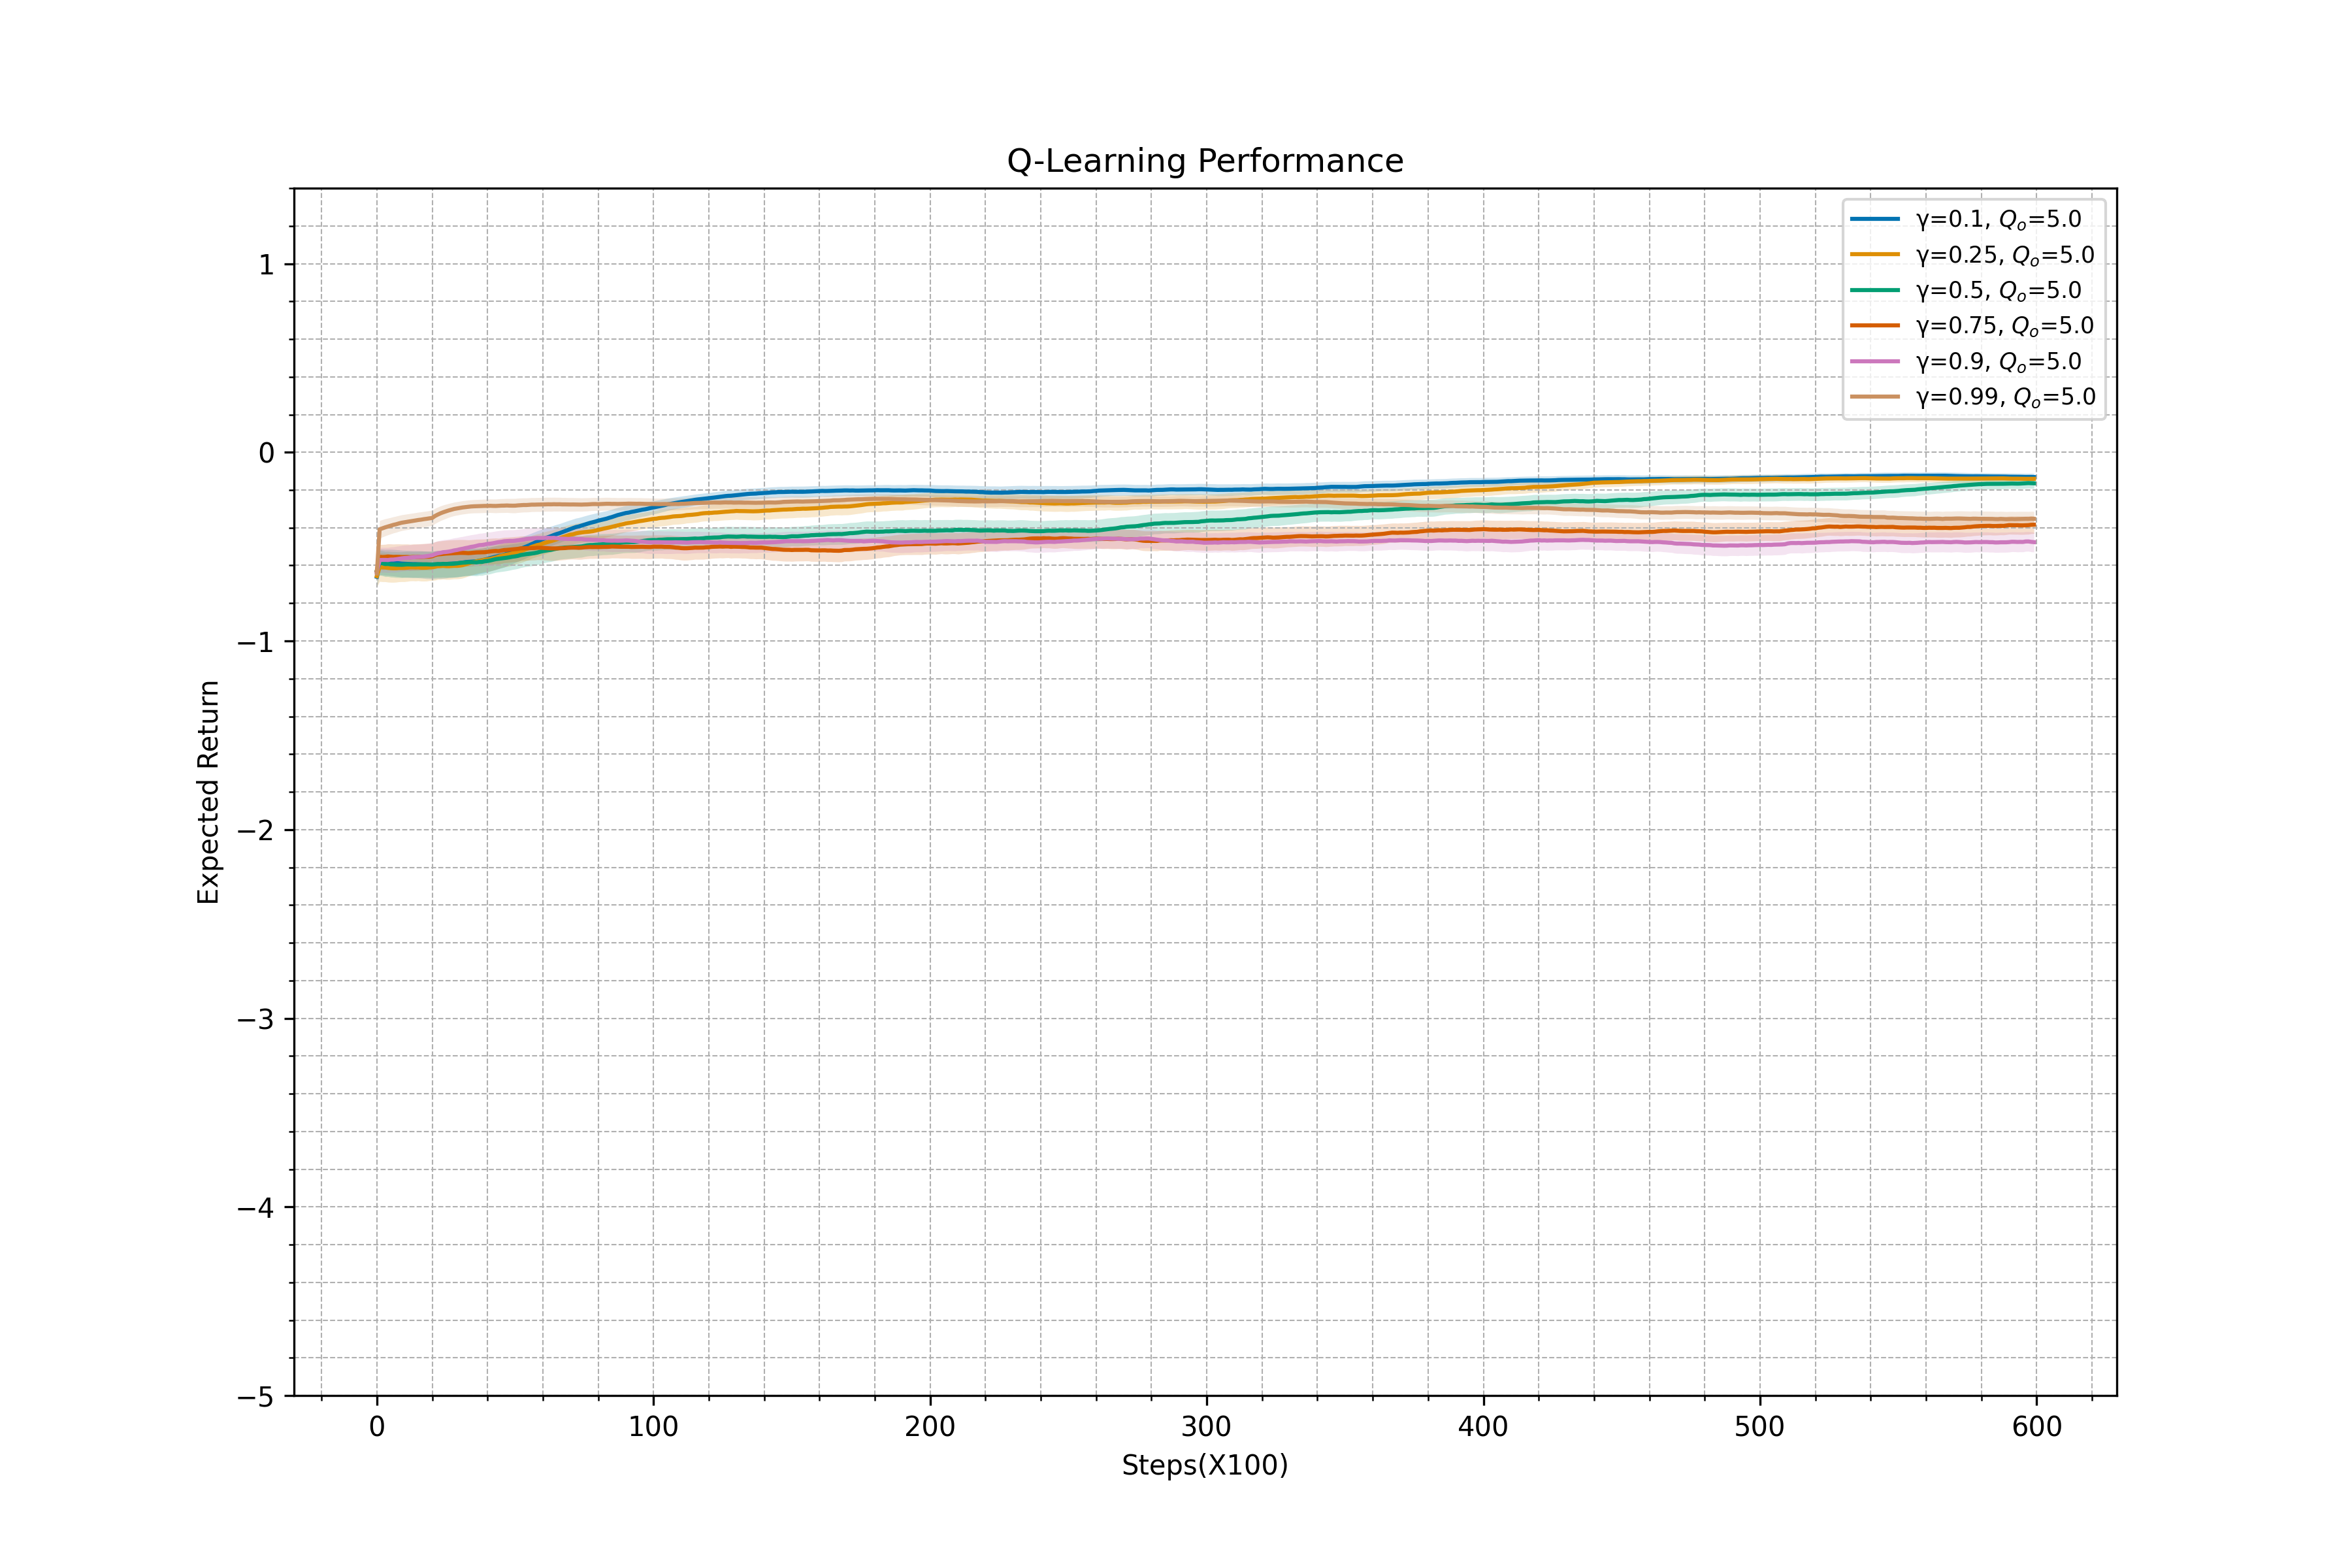 Q-Learning Performance
γ=0.1, Qₒ=5.0
γ=0.25, Qₒ=5.0
γ=0.5, Qₒ=5.0
γ=0.75, Qₒ=5.0
γ=0.9, Qₒ=5.0
γ=0.99, Qₒ=5.0
1
0
−1
−2
−3
−4
−5
Expected Return
0 100 200 300 400 500 600
Steps(X100)